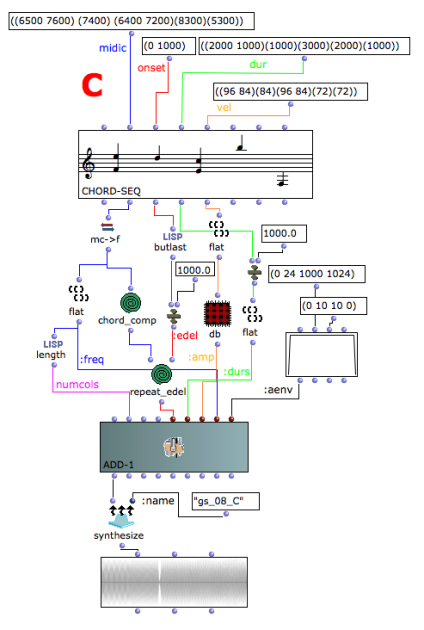 ((6500 7600) (7400) (6400 7200)(8300)(5300))
(0 1000)
((2000 1000)(1000)(3000)(2000)(1000))
midic
onset
dur
C
((96 84)(84)(96 84)(72)(72))
vel
CHORD-SEQ
mc->f
LISP
butlast
flat
1000.0
1000.0
(0 24 1000 1024)
(0 10 10 0)
flat
chord_comp
:edel
db
flat
LISP
length
:freq
:amp
:durs
:aenv
numcols
repeat_edel
ADD-1
:name
"gs_08_C"
synthesize